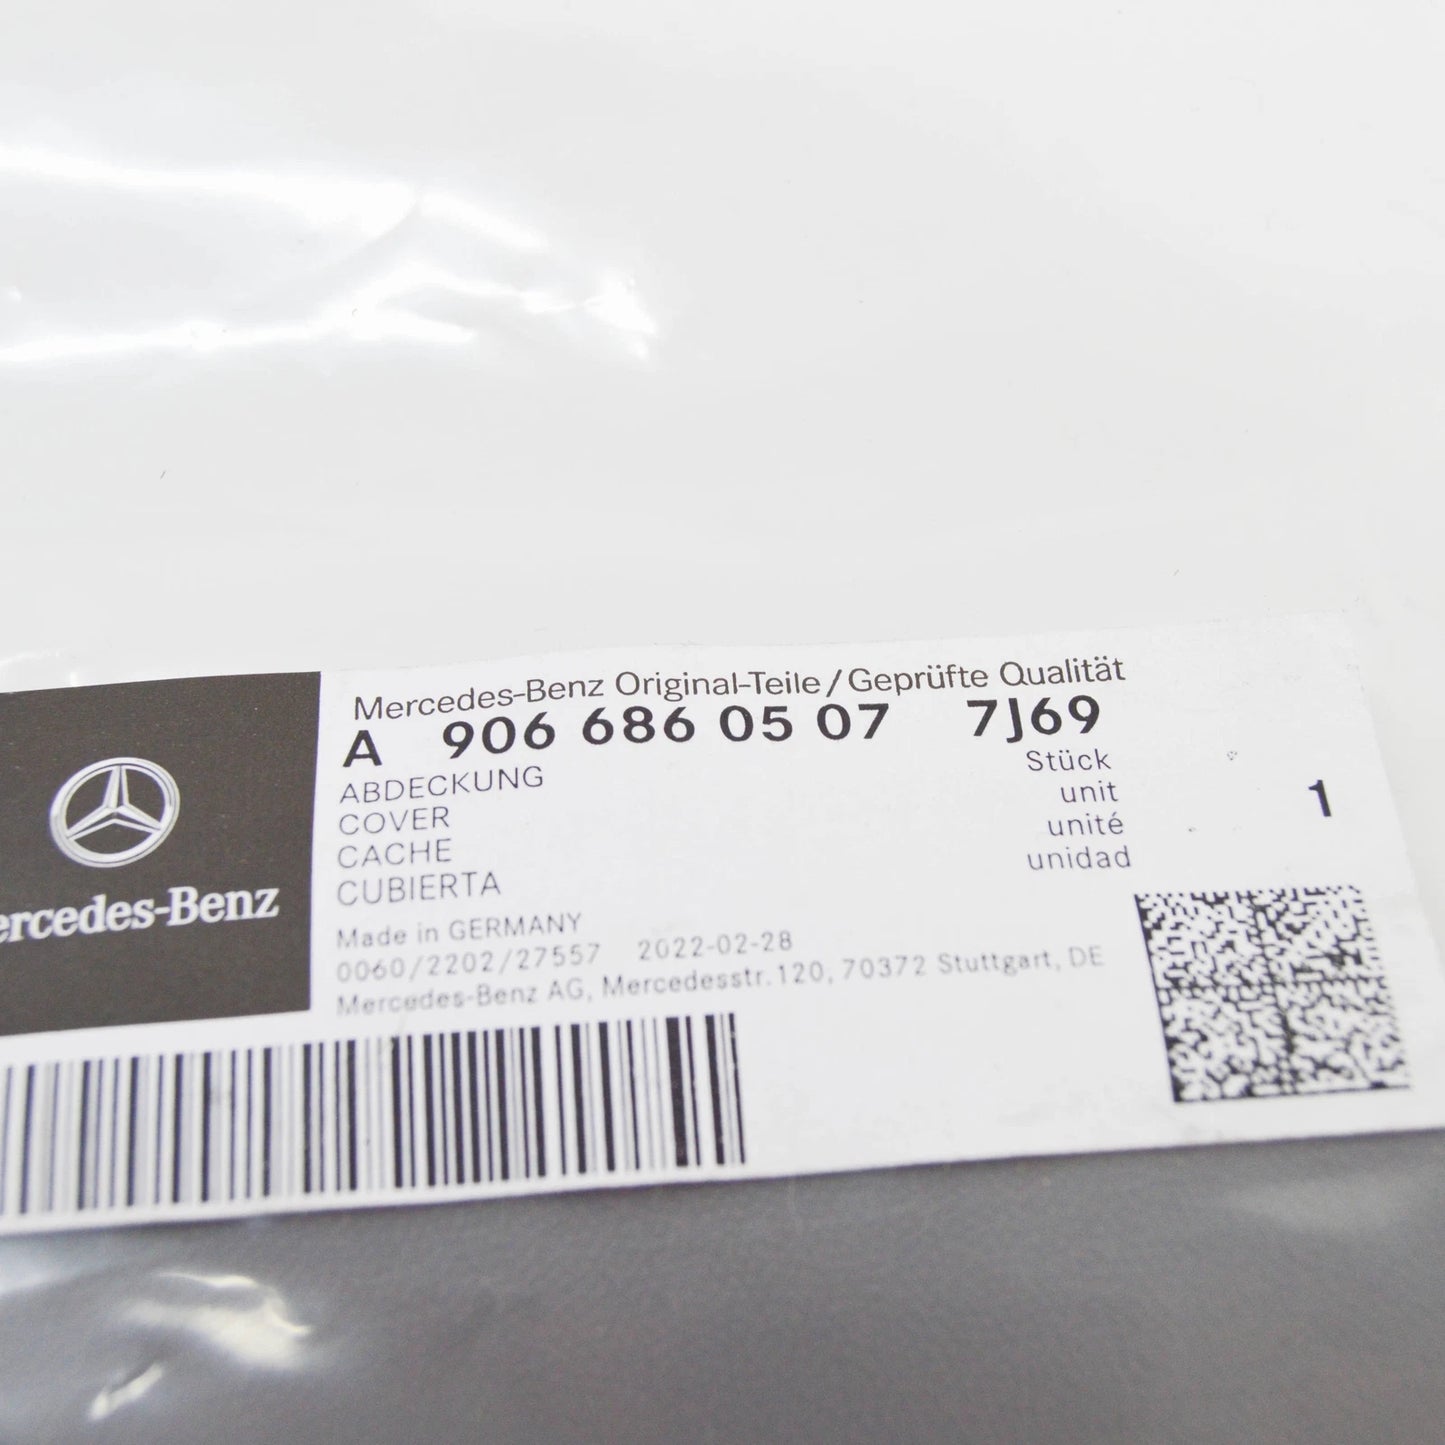 Mercedes-Benz Original-Teile/Geprüfte Qualität
A 906 686 05 07 7J69
ABDECKUNG
COVER
CACHE
CUBIERTA
Stück
unit
unité
unidad
1
Made in GERMANY
0060/2202/27557 2022-02-28
Mercedes-Benz AG, Mercedesstr. 120, 70372 Stuttgart, DE
ercedes-Benz